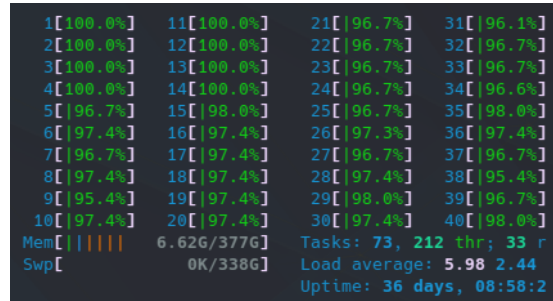 1[100.0%] 11[100.0%] 21[|96.7%] 31[|96.1%]
2[100.0%] 12[100.0%] 22[|96.7%] 32[|96.7%]
3[100.0%] 13[100.0%] 23[|96.7%] 33[|96.7%]
4[100.0%] 14[100.0%] 24[|96.7%] 34[|96.6%]
5[|96.7%] 15[|98.0%] 25[|96.7%] 35[|98.0%]
6[|97.4%] 16[|97.4%] 26[|97.3%] 36[|97.4%]
7[|96.7%] 17[|97.4%] 27[|96.7%] 37[|96.7%]
8[|97.4%] 18[|97.4%] 28[|97.4%] 38[|95.4%]
9[|95.4%] 19[|97.4%] 29[|98.0%] 39[|96.7%]
10[|97.4%] 20[|97.4%] 30[|97.4%] 40[|98.0%]
Mem[||||||| 6.62G/377G] Tasks: 73, 212 thr; 33 r
Swp[ 0K/338G] Load average: 5.98 2.44
Uptime: 36 days, 08:58:2